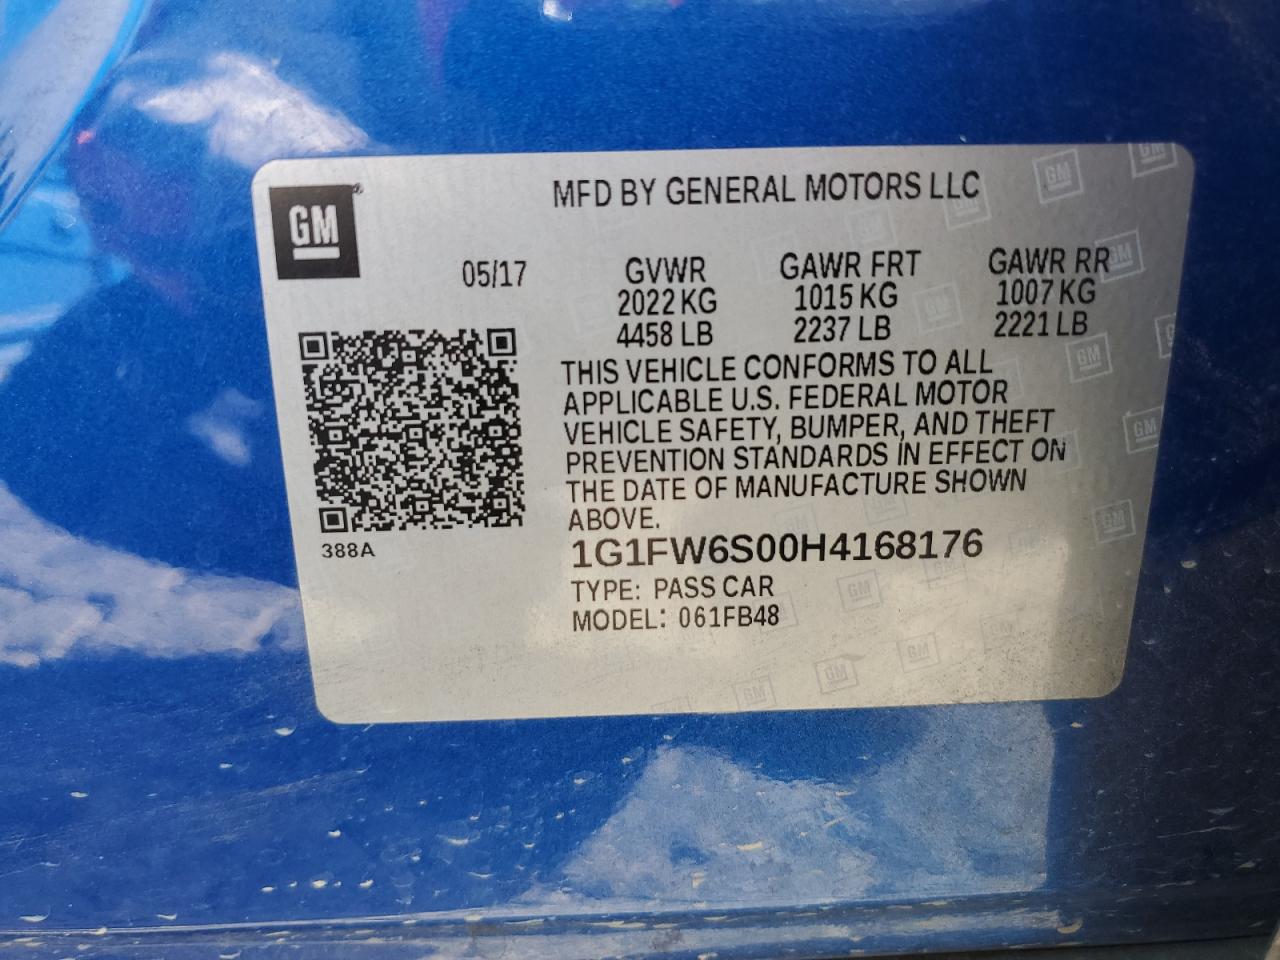 GM
MFD BY GENERAL MOTORS LLC
05/17
GVWR GAWR FRT GAWR RR
2022 KG 1015 KG 1007 KG
4458 LB 2237 LB 2221 LB
THIS VEHICLE CONFORMS TO ALL
APPLICABLE U.S. FEDERAL MOTOR
VEHICLE SAFETY, BUMPER, AND THEFT
PREVENTION STANDARDS IN EFFECT ON
THE DATE OF MANUFACTURE SHOWN
ABOVE.
388A
1G1FW6S00H4168176
TYPE: PASS CAR
MODEL: 061FB48